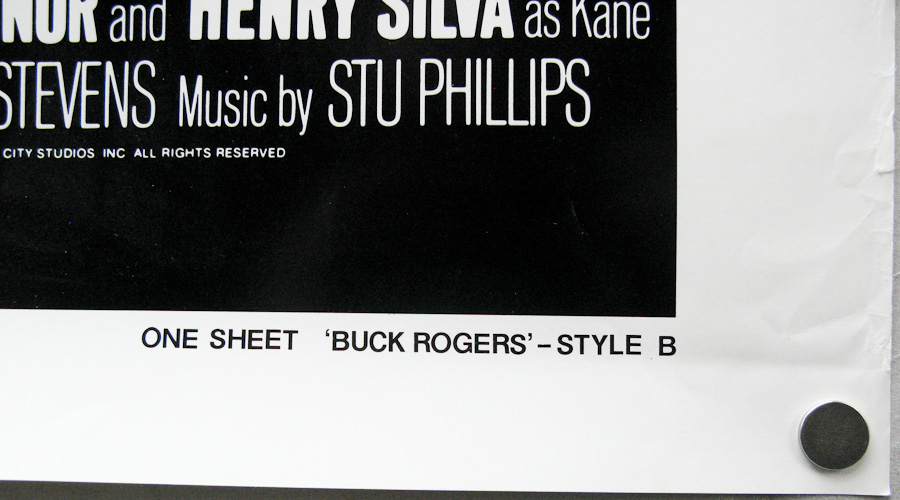 NOR and HENRY SILVA as Kane
STEVENS Music by STU PHILLIPS
CITY STUDIOS INC ALL RIGHTS RESERVED
ONE SHEET ‘BUCK ROGERS’ – STYLE B